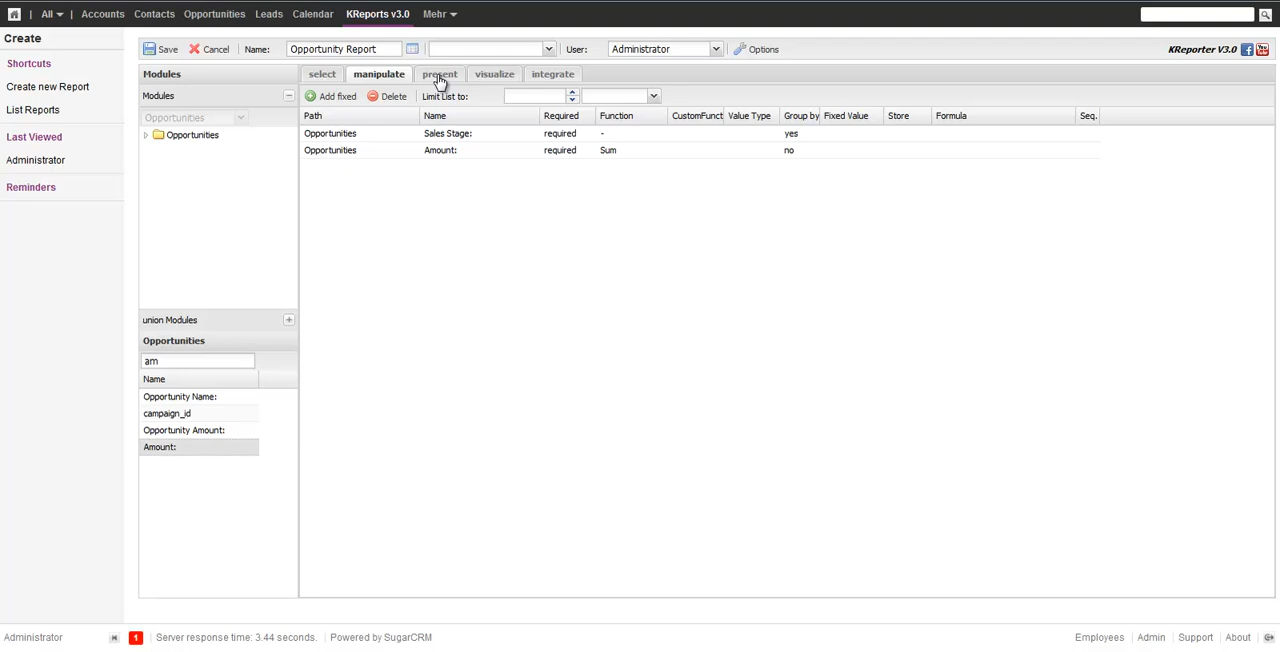 All | Accounts Contacts Opportunities Leads Calendar KReports v3.0 Mehr
Create
Save Cancel Name: Opportunity Report User: Administrator Options KReporter V3.0
Shortcuts
Create new Report
List Reports
Last Viewed
Administrator
Reminders
Modules
select manipulate present visualize integrate
Modules
Add fixed Delete Limit List to:
Opportunities
Opportunities
Path Name Required Function CustomFunct Value Type Group by Fixed Value Store Formula Seq.
Opportunities Sales Stage: required - yes
Opportunities Amount: required Sum no
union Modules
Opportunities
am
Name
Opportunity Name:
campaign_id
Opportunity Amount:
Amount:
Administrator 1 Server response time: 3.44 seconds. | Powered by SugarCRM Employees | Admin | Support | About